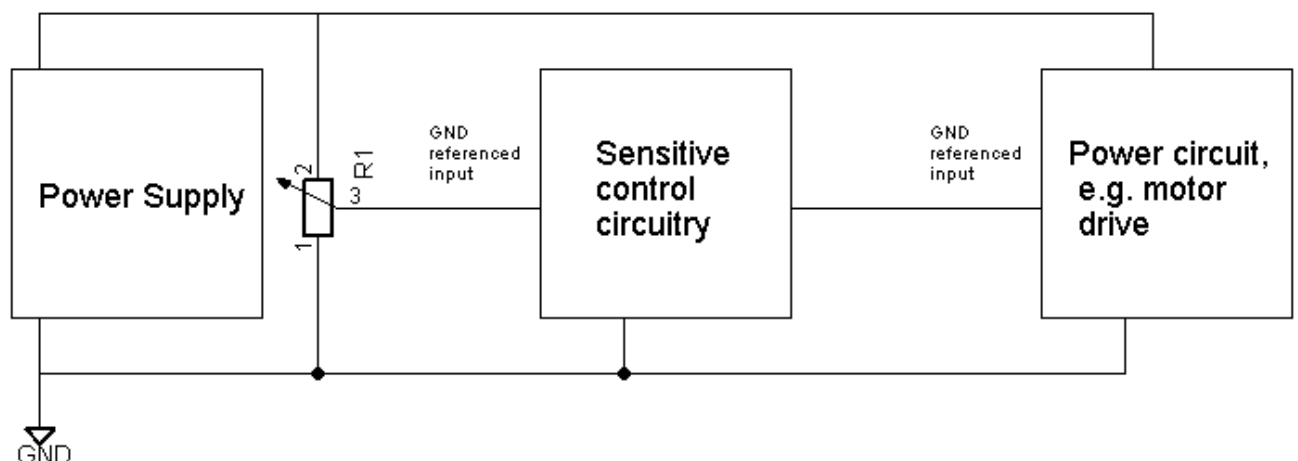 Power Supply
2
R1
3
1
GND
referenced
input
Sensitive
control
circuitry
GND
referenced
input
Power circuit,
e.g. motor
drive
GND